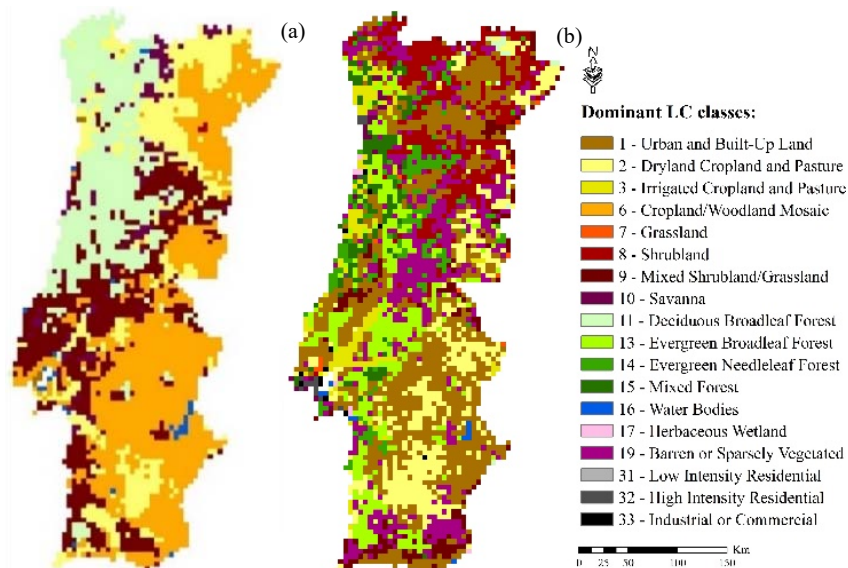 (a)
(b)
N
Dominant LC classes:
1 - Urban and Built-Up Land
2 - Dryland Cropland and Pasture
3 - Irrigated Cropland and Pasture
6 - Cropland/Woodland Mosaic
7 - Grassland
8 - Shrubland
9 - Mixed Shrubland/Grassland
10 - Savanna
11 - Deciduous Broadleaf Forest
13 - Evergreen Broadleaf Forest
14 - Evergreen Needleleaf Forest
15 - Mixed Forest
16 - Water Bodies
17 - Herbaceous Wetland
19 - Barren or Sparsely Vegetated
31 - Low Intensity Residential
32 - High Intensity Residential
33 - Industrial or Commercial
Km
0 25 50 100 150